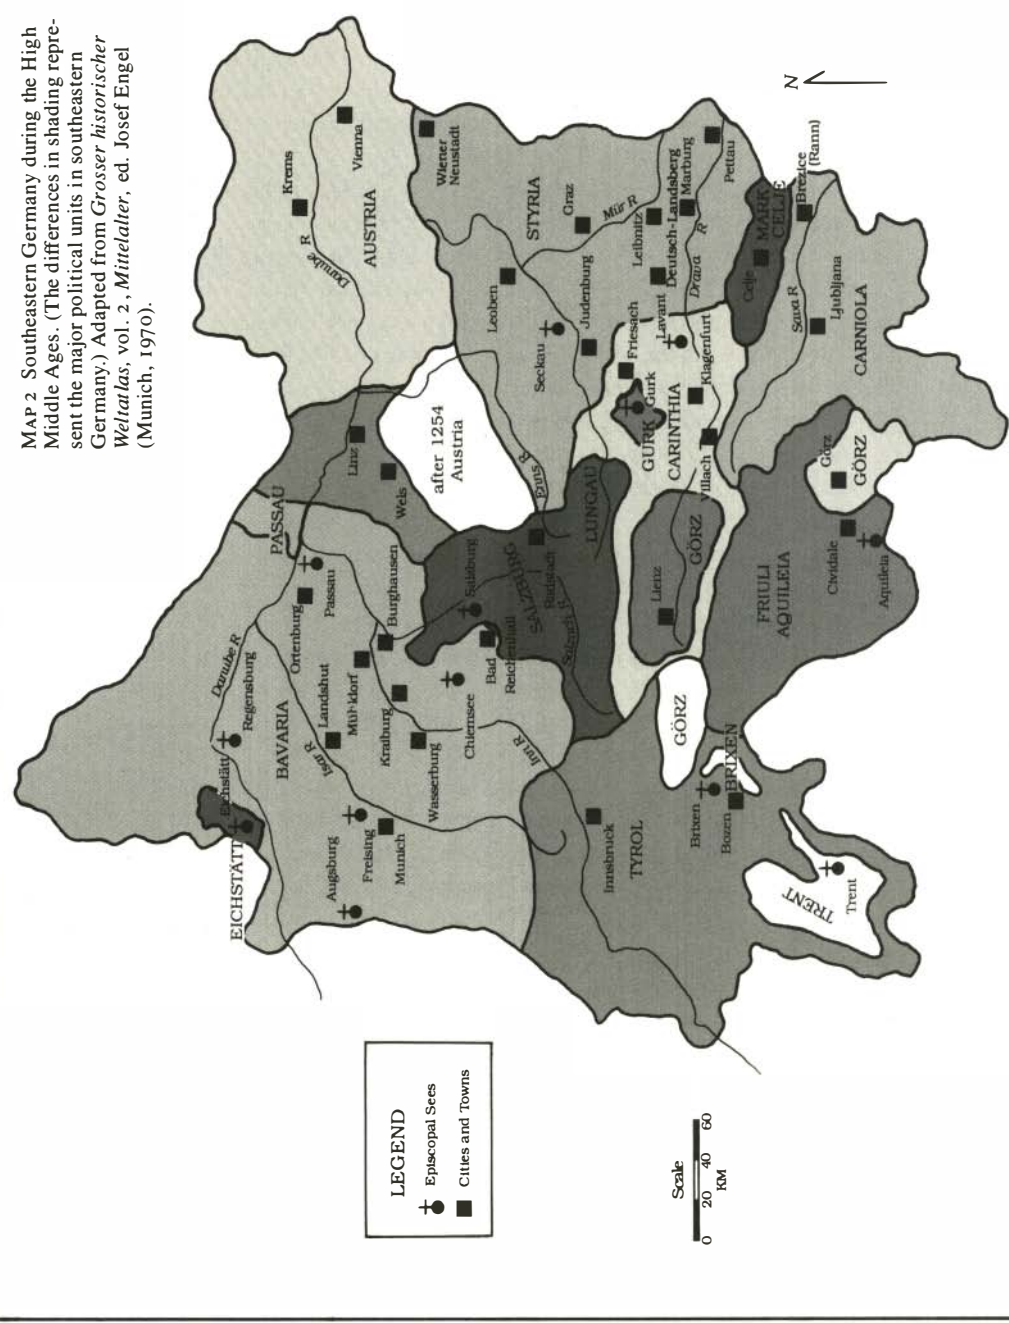 MAP 2 Southeastern Germany during the High
Middle Ages. (The differences in shading repre-
sent the major political units in southeastern
Germany.) Adapted from Grosser historischer
Weltatlas, vol. 2, Mittelalter, ed. Josef Engel
(Munich, 1970).
N
Krems
Vienna
Danube R
AUSTRIA
Wiener
Neustadt
STYRIA
Graz
Mür R
Leibnitz
Deutsch-Landsberg
Marburg
Pettau
Drava R
Leoben
Judenburg
Seckau
Lavant
Friesach
Gurk
GURK
Klagenfurt
CARINTHIA
Villach
MARK
CELJE
Celje
Brezice
(Rann)
Sava R
Ljubljana
CARNIOLA
Linz
Wels
after 1254
Austria
Enns R
LUNGAU
PASSAU
Passau
Ortenburg
Burghausen
Salzburg
SALZBURG
Radstadt
Salzach R
Bad
Reichenhall
Lienz
GÖRZ
Görz
GÖRZ
FRIULI
AQUILEIA
Cividale
Aquileia
Danube R
Regensburg
Landshut
Mühldorf
Kraiburg
Wasserburg
Chiemsee
BAVARIA
Isar R
Inn R
Eichstätt
EICHSTÄTT
Augsburg
Freising
Munich
GÖRZ
Innsbruck
TYROL
Brixen
BRIXEN
Bozen
TRENT
Trent
LEGEND
Episcopal Sees
Cities and Towns
Scale
0 20 40 60
KM